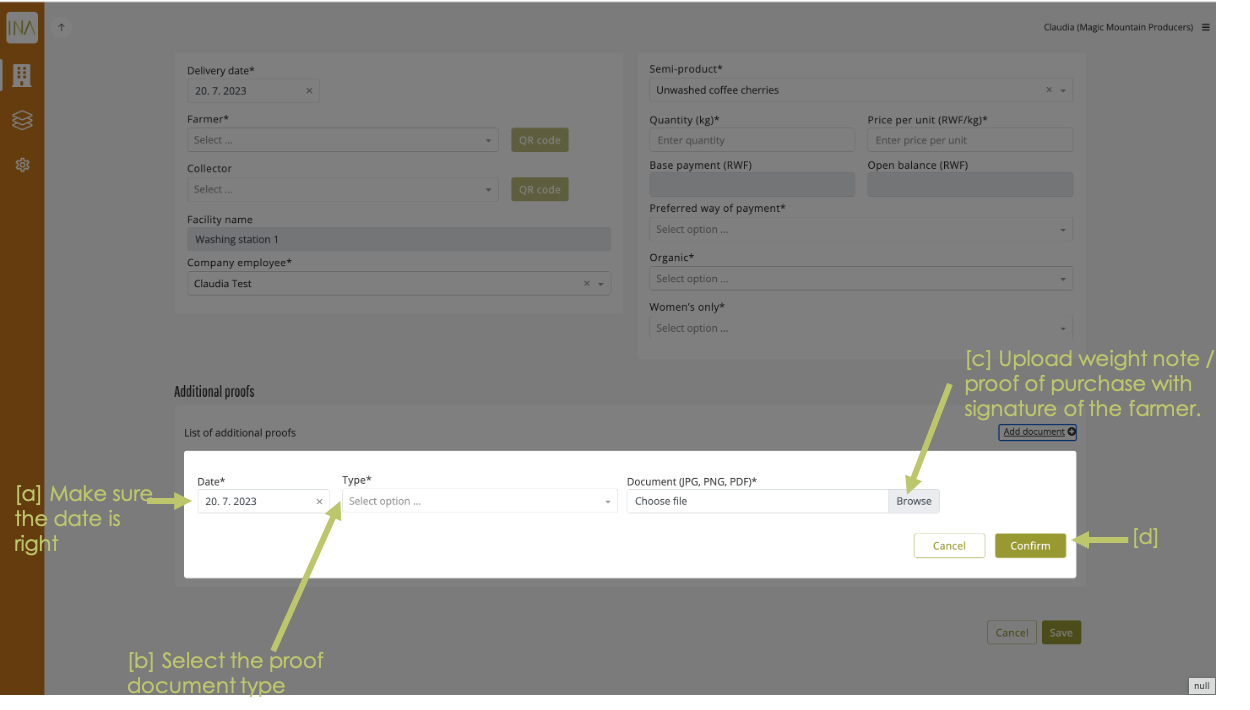 INA
Claudia (Magic Mountain Producers)
Delivery date*
20. 7. 2023 ×
Farmer*
Select ... QR code
Collector
Select ... QR code
Facility name
Washing station 1
Company employee*
Claudia Test ×
Semi-product*
Unwashed coffee cherries ×
Quantity (kg)* Price per unit (RWF/kg)*
Enter quantity Enter price per unit
Base payment (RWF) Open balance (RWF)
Preferred way of payment*
Select option ...
Organic*
Select option ...
Women's only*
Select option ...
[c] Upload weight note /
proof of purchase with
signature of the farmer.
Additional proofs
List of additional proofs Add document
Date* Type* Document (JPG, PNG, PDF)*
20. 7. 2023 × Select option ... Choose file Browse
[a] Make sure
the date is
right
Cancel Confirm
[d]
Cancel Save
[b] Select the proof
document type
null